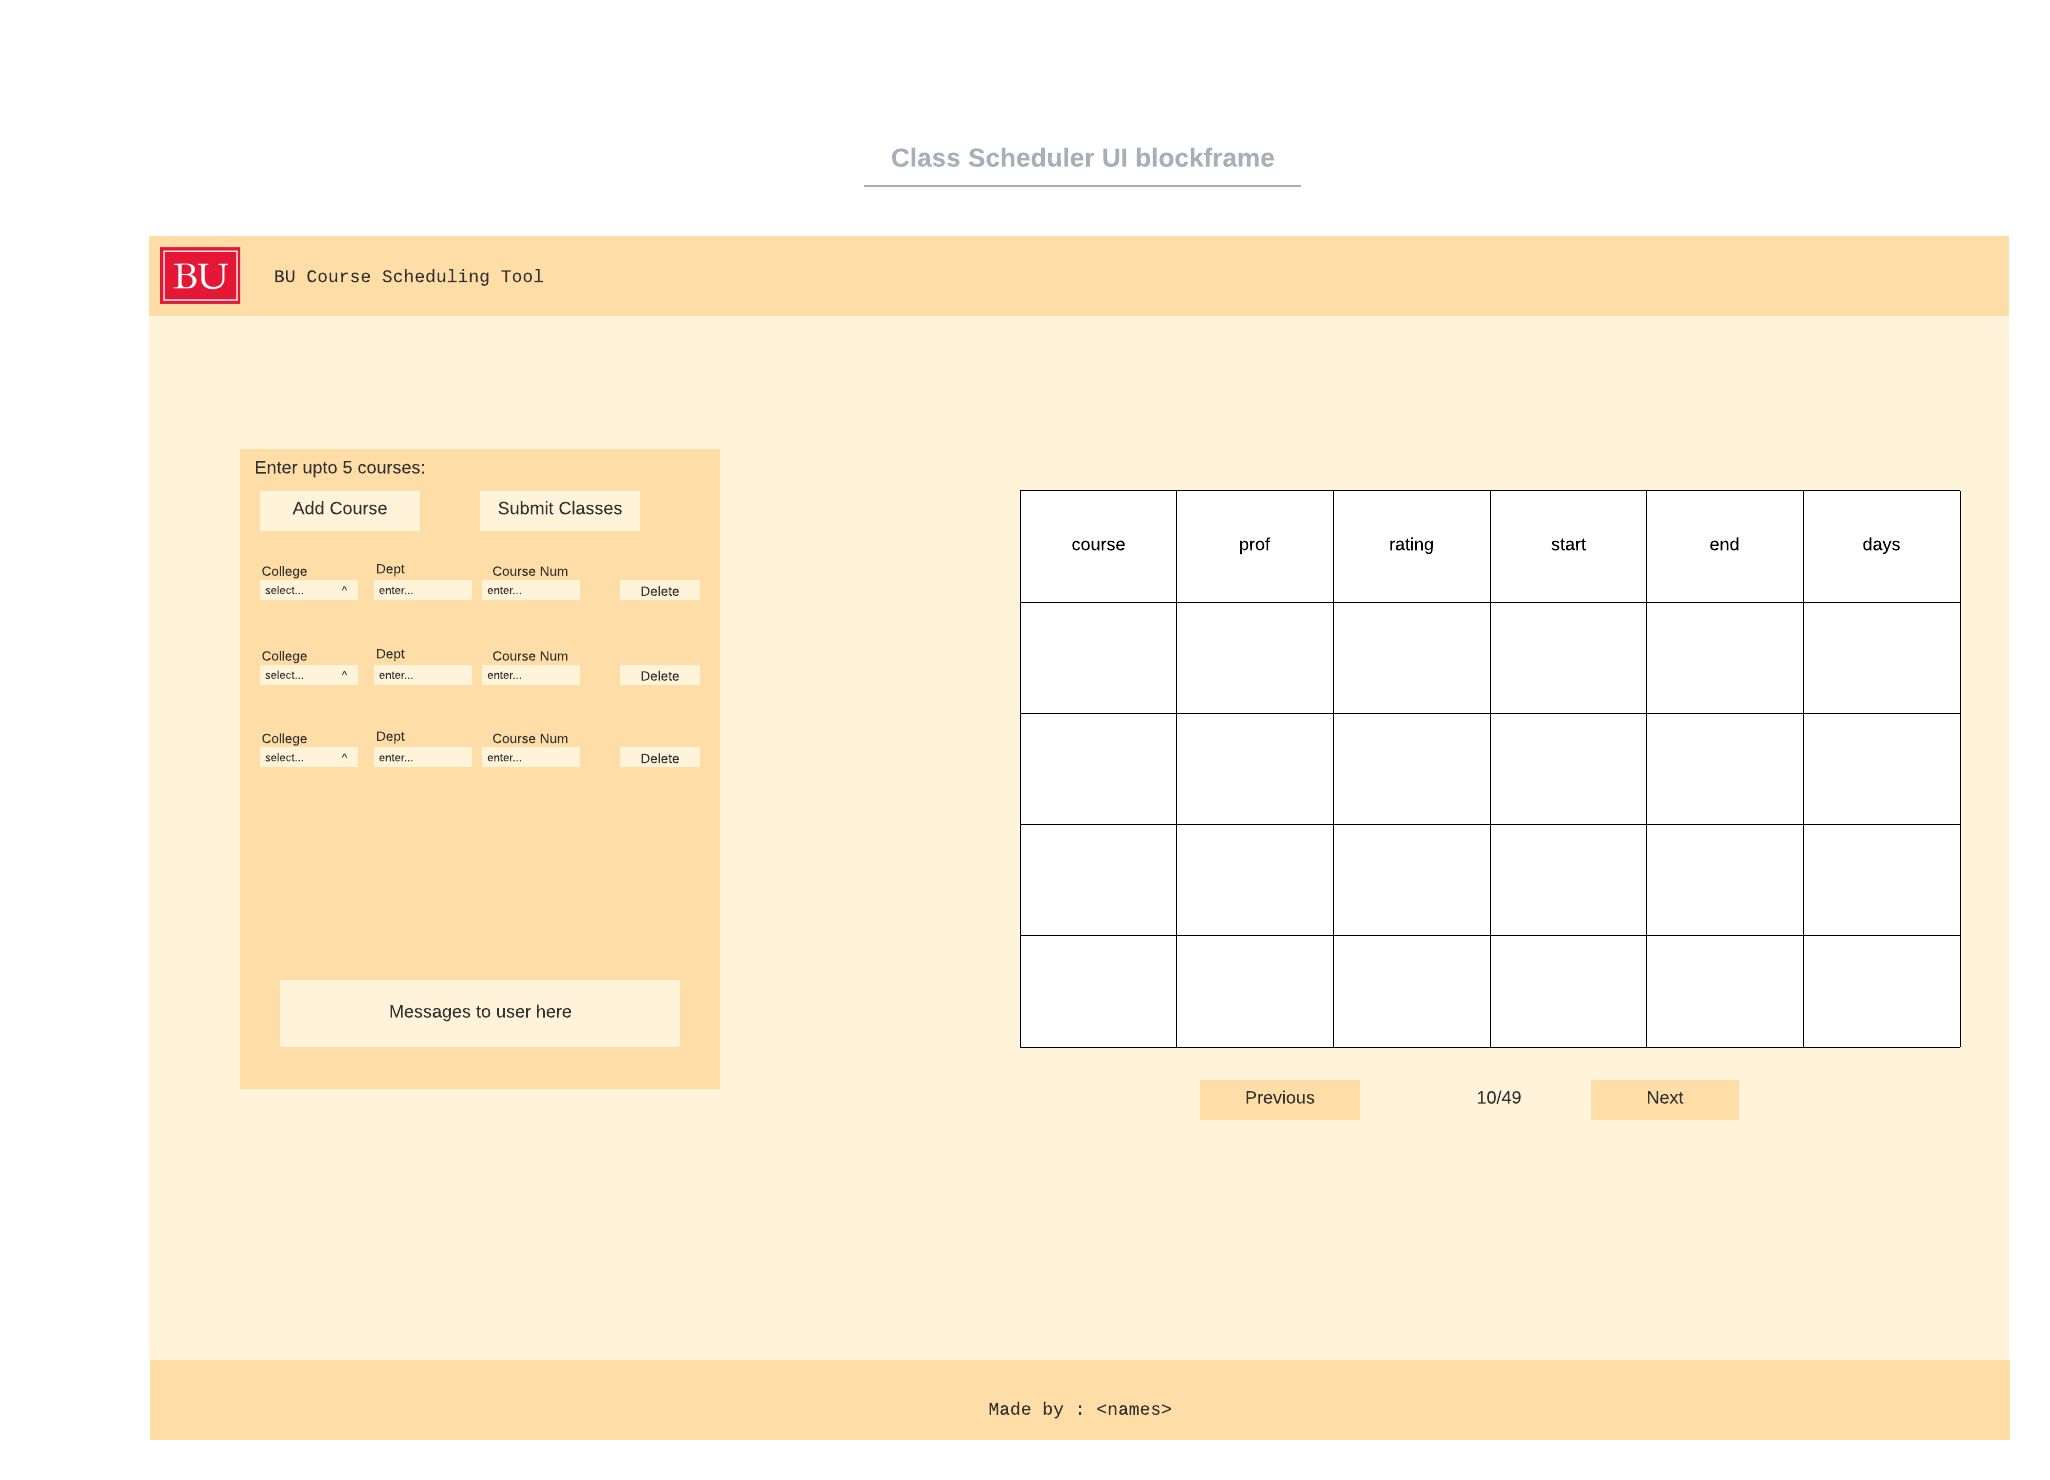 Class Scheduler UI blockframe
BU
BU Course Scheduling Tool
Enter upto 5 courses:
Add Course
Submit Classes
College
Dept
Course Num
select... ^
enter...
enter...
Delete
College
Dept
Course Num
select... ^
enter...
enter...
Delete
College
Dept
Course Num
select... ^
enter...
enter...
Delete
Messages to user here
course
prof
rating
start
end
days
Previous
10/49
Next
Made by : <names>